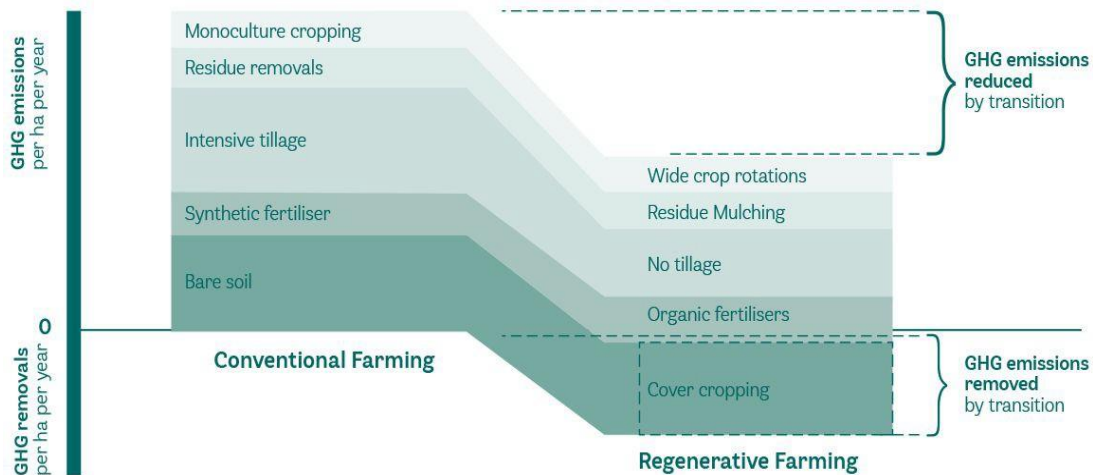 GHG emissions
per ha per year
Monoculture cropping
Residue removals
Intensive tillage
Synthetic fertiliser
Bare soil
GHG emissions
reduced
by transition
Wide crop rotations
Residue Mulching
No tillage
Organic fertilisers
0
GHG removals
per ha per year
Conventional Farming
Cover cropping
GHG emissions
removed
by transition
Regenerative Farming